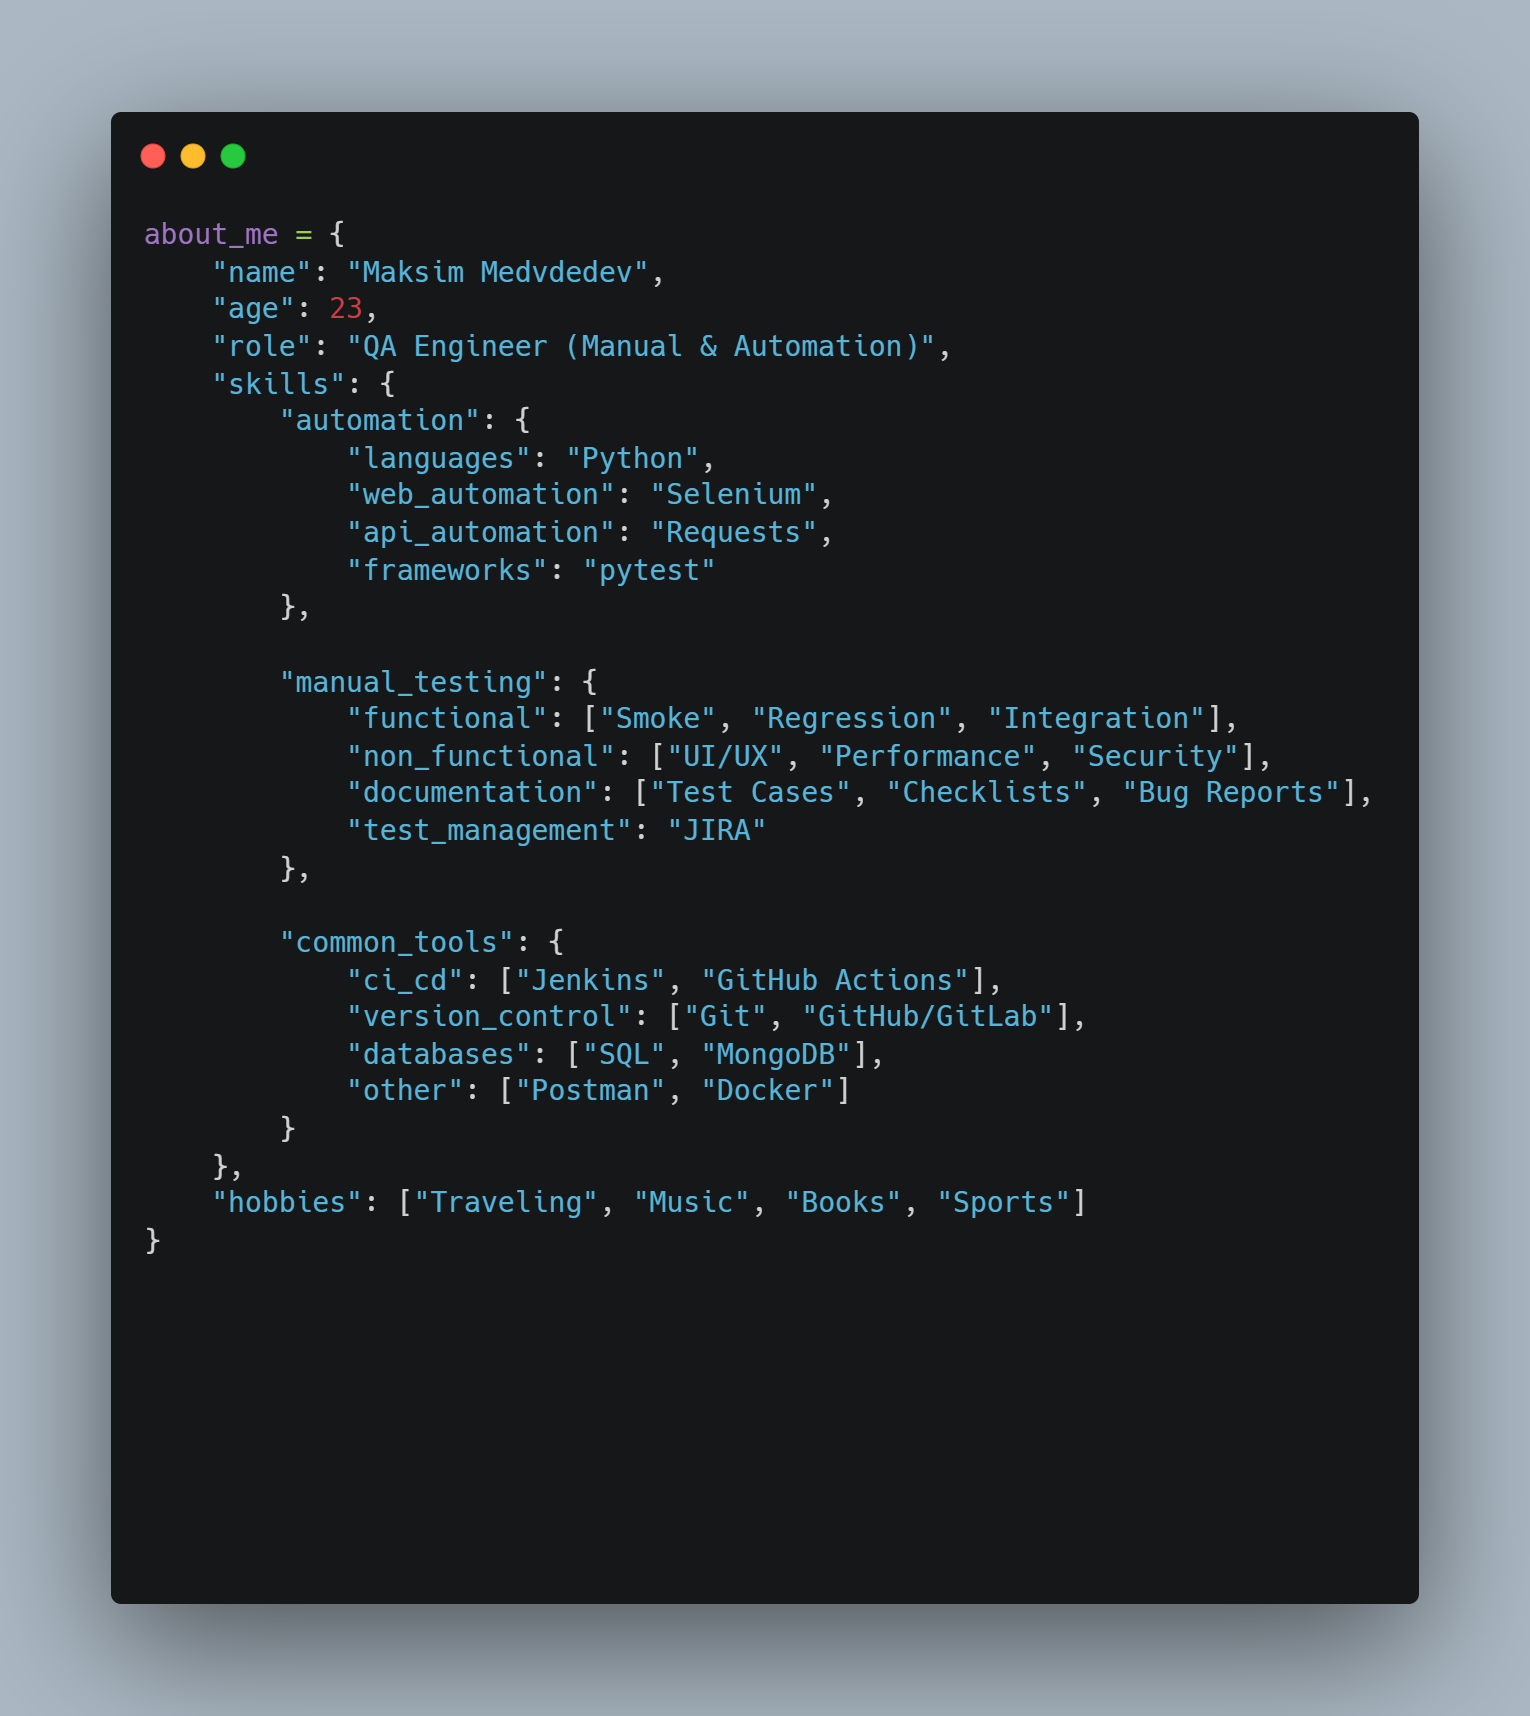 about_me = {
    "name": "Maksim Medvdedev",
    "age": 23,
    "role": "QA Engineer (Manual & Automation)",
    "skills": {
        "automation": {
            "languages": "Python",
            "web_automation": "Selenium",
            "api_automation": "Requests",
            "frameworks": "pytest"
        },

        "manual_testing": {
            "functional": ["Smoke", "Regression", "Integration"],
            "non_functional": ["UI/UX", "Performance", "Security"],
            "documentation": ["Test Cases", "Checklists", "Bug Reports"],
            "test_management": "JIRA"
        },

        "common_tools": {
            "ci_cd": ["Jenkins", "GitHub Actions"],
            "version_control": ["Git", "GitHub/GitLab"],
            "databases": ["SQL", "MongoDB"],
            "other": ["Postman", "Docker"]
        }
    },
    "hobbies": ["Traveling", "Music", "Books", "Sports"]
}